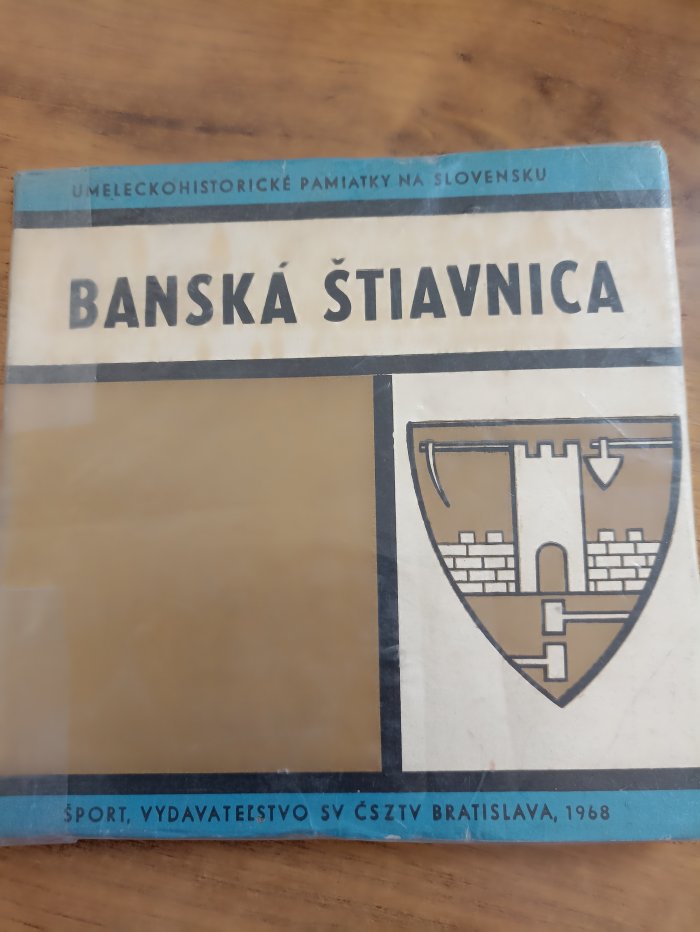 UMELECKOHISTORICKÉ PAMIATKY NA SLOVENSKU
BANSKÁ ŠTIAVNICA
ŠPORT, VYDAVATEĽSTVO SV ČSZTV BRATISLAVA, 1968